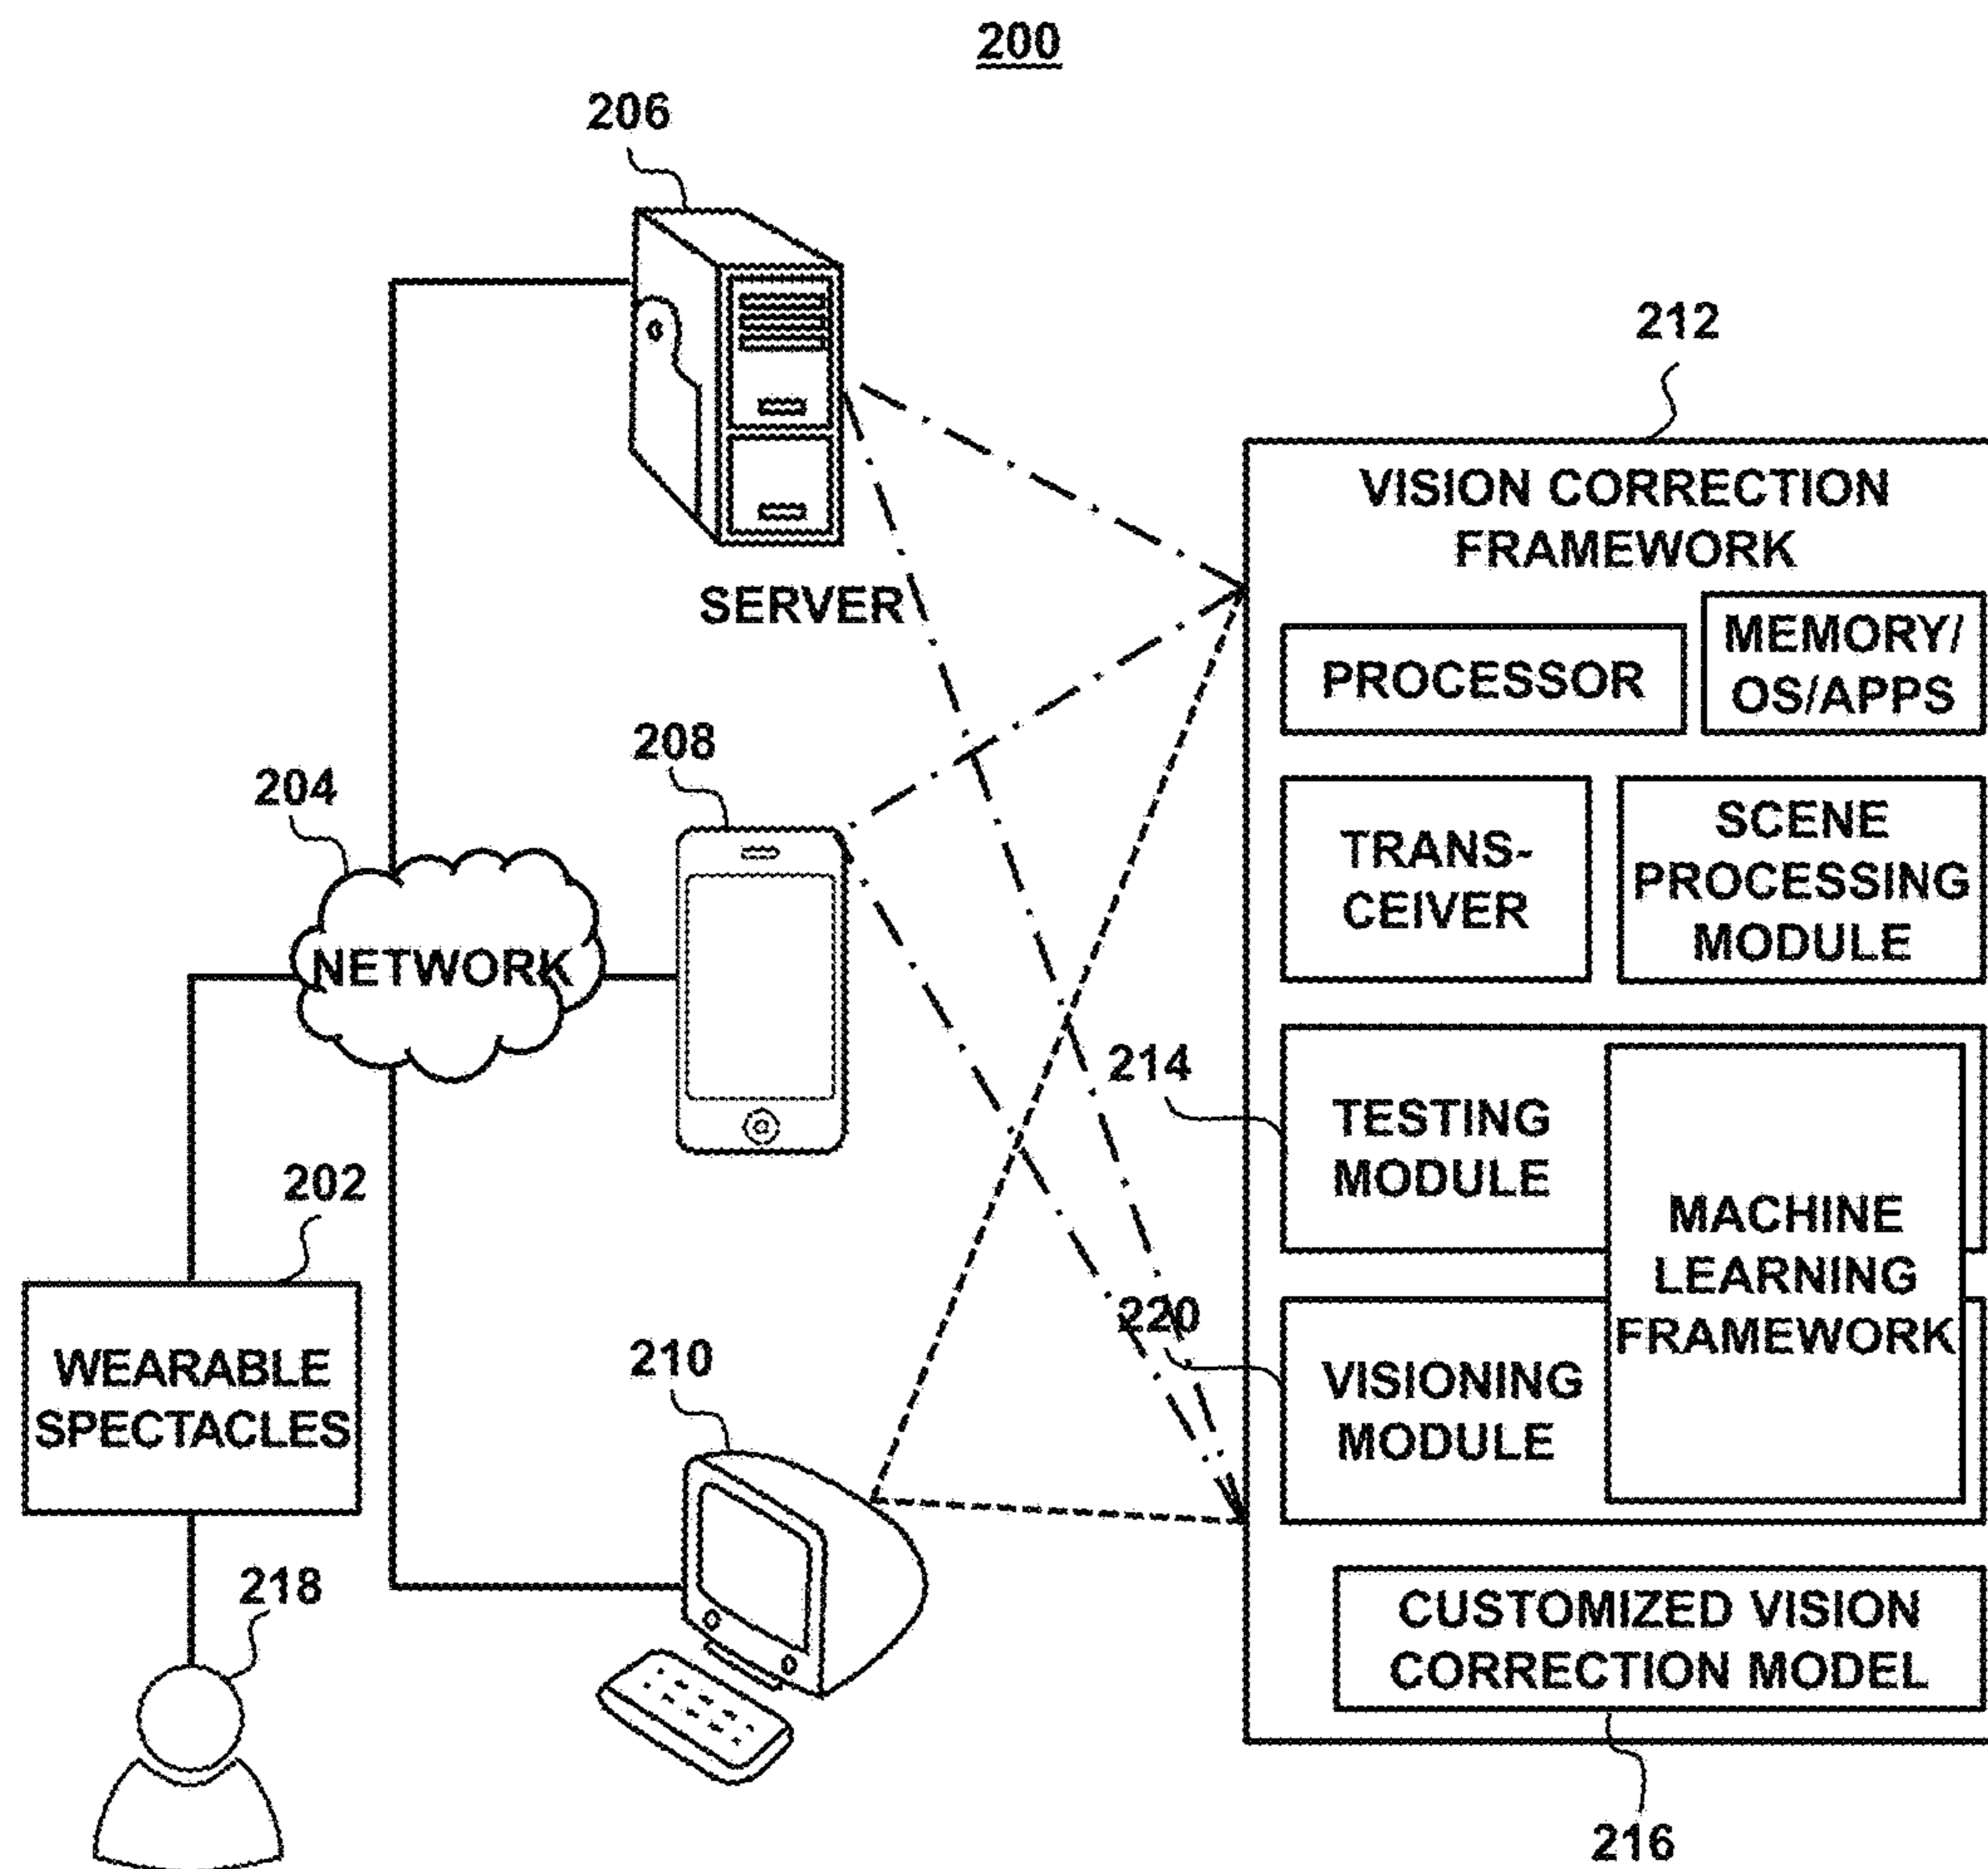 200
206
SERVER
212
VISION CORRECTION
FRAMEWORK
PROCESSOR
MEMORY/
OS/APPS
TRANS-
CEIVER
SCENE
PROCESSING
MODULE
208
204
NETWORK
214
TESTING
MODULE
MACHINE
LEARNING
FRAMEWORK
202
WEARABLE
SPECTACLES
220
VISIONING
MODULE
210
218
CUSTOMIZED VISION
CORRECTION MODEL
216